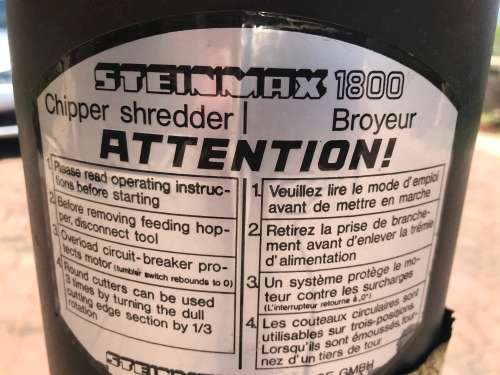 STEINMAX 1800
Chipper shredder | Broyeur
ATTENTION!
1. Please read operating instruc-
tions before starting
2. Before removing feeding hop-
per, disconnect tool
3. Overload circuit-breaker pro-
tects motor (tumbler switch rebounds to 0)
4. Round cutters can be used
3 times by turning the dull
cutting edge section by 1/3
rotation
1. Veuillez lire le mode d'emploi
avant de mettre en marche
2. Retirez la prise de branche-
ment avant d'enlever la trémie
d'alimentation
3. Un système protège le mo-
teur contre les surcharges
(L'interrupteur retourne à „0")
4. Les couteaux circulaires sont
utilisables sur trois-positions.
Lorsqu'ils sont émoussés, tour-
nez d'un tiers de tour
STEINMAX
GMBH